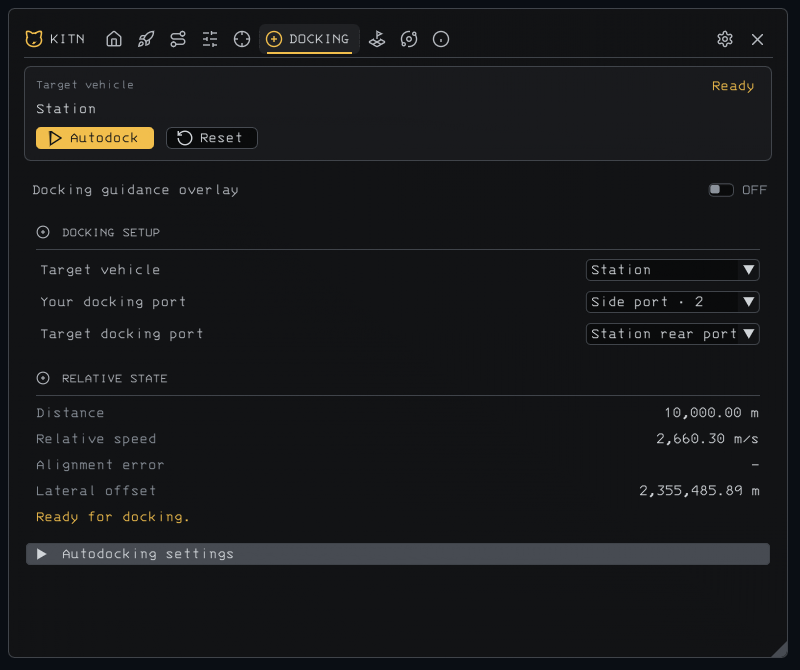 KITN DOCKING
Target vehicle Ready
Station
Autodock Reset
Docking guidance overlay OFF
DOCKING SETUP
Target vehicle Station
Your docking port Side port · 2
Target docking port Station rear port
RELATIVE STATE
Distance 10,000.00 m
Relative speed 2,660.30 m/s
Alignment error –
Lateral offset 2,355,485.89 m
Ready for docking.
Autodocking settings